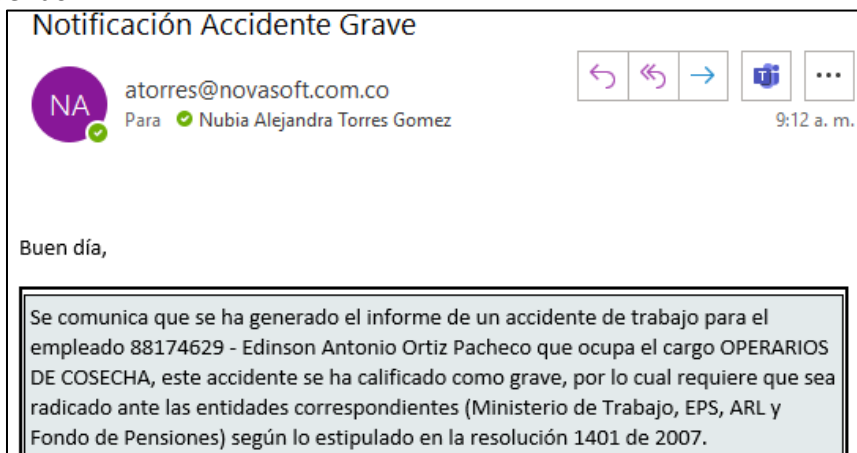 Notificación Accidente Grave
NA
atorres@novasoft.com.co
Para Nubia Alejandra Torres Gomez
9:12 a. m.
Buen día,
Se comunica que se ha generado el informe de un accidente de trabajo para el
empleado 88174629 - Edinson Antonio Ortiz Pacheco que ocupa el cargo OPERARIOS
DE COSECHA, este accidente se ha calificado como grave, por lo cual requiere que sea
radicado ante las entidades correspondientes (Ministerio de Trabajo, EPS, ARL y
Fondo de Pensiones) según lo estipulado en la resolución 1401 de 2007.